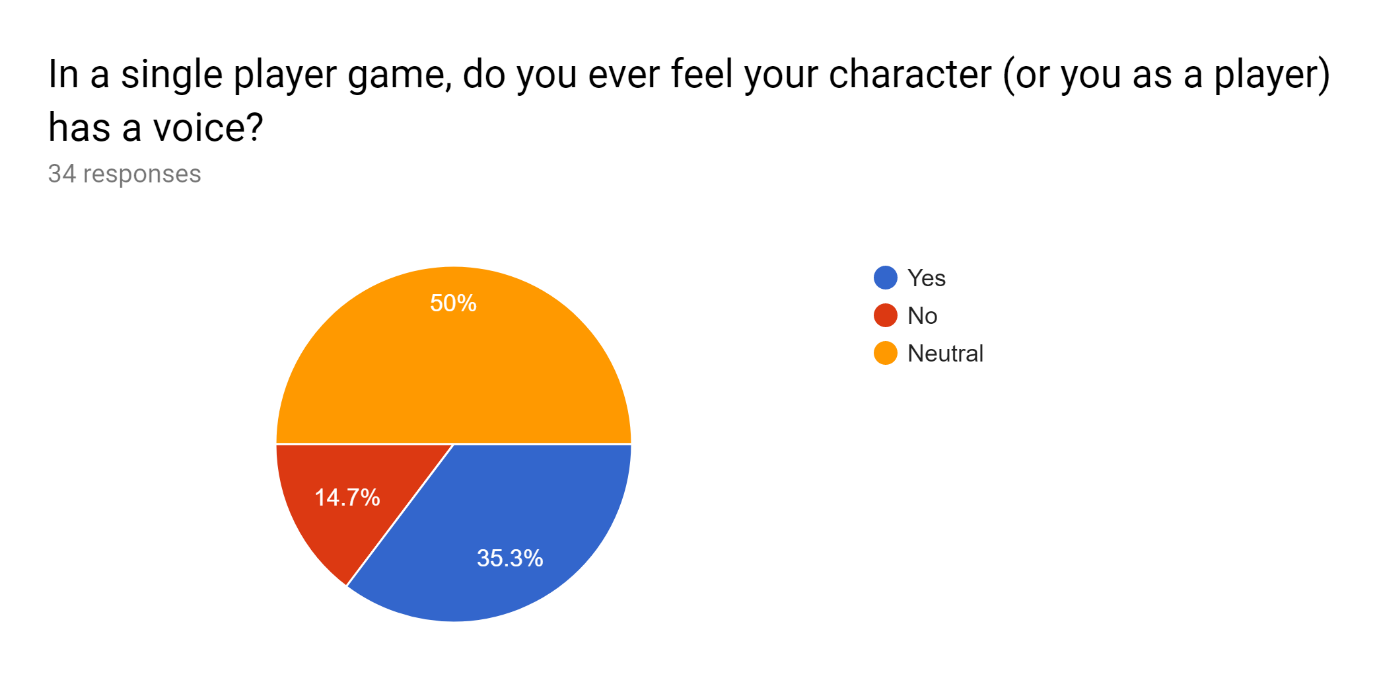 In a single player game, do you ever feel your character (or you as a player)
has a voice?
34 responses
50%
14.7%
35.3%
Yes
No
Neutral